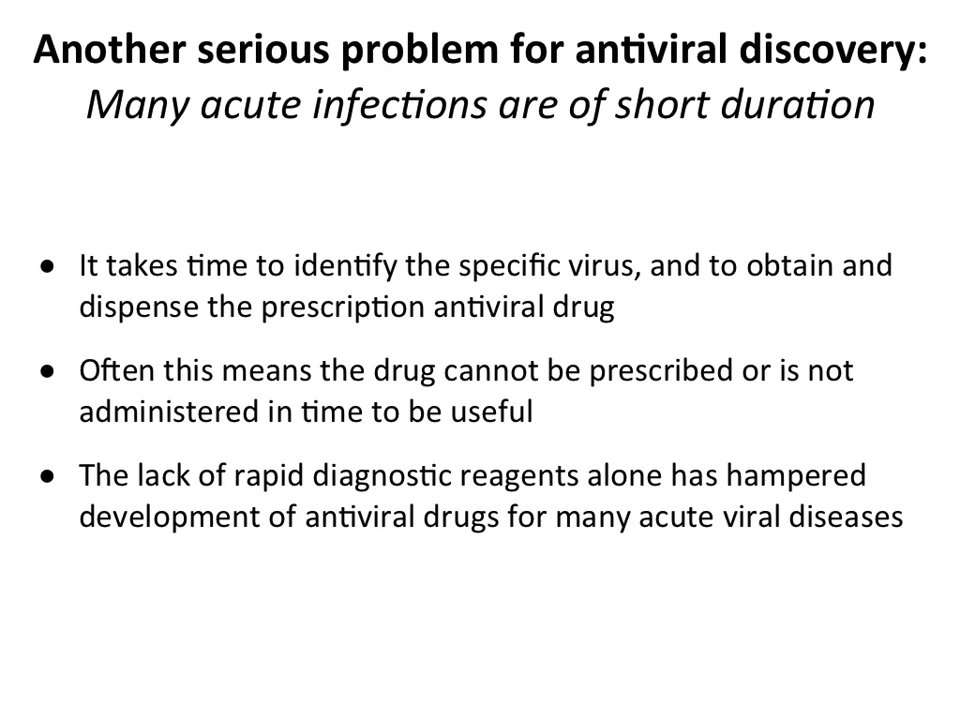 Another serious problem for antiviral discovery:
Many acute infections are of short duration
● It takes time to identify the specific virus, and to obtain and
dispense the prescription antiviral drug
● Often this means the drug cannot be prescribed or is not
administered in time to be useful
● The lack of rapid diagnostic reagents alone has hampered
development of antiviral drugs for many acute viral diseases